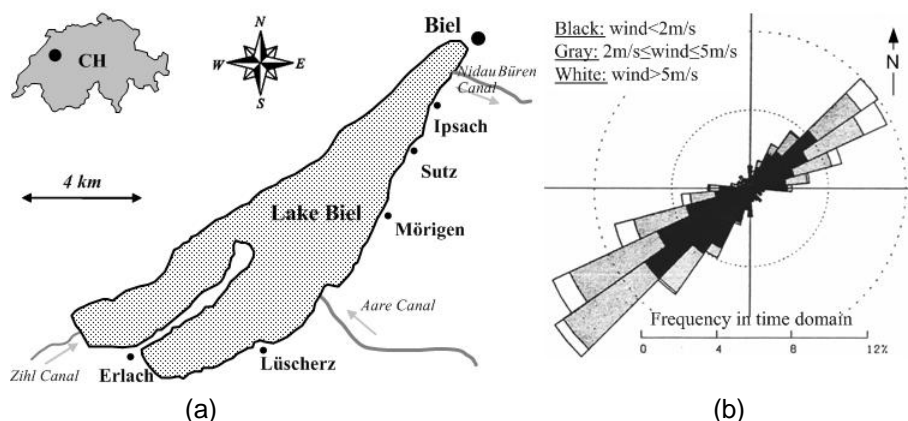 CH
N
W E
S
4 km
Biel
Nidau Büren
Canal
Ipsach
Sutz
Lake Biel
Mörigen
Aare Canal
Zihl Canal
Erlach
Lüscherz
(a)
Black: wind<2m/s
Gray: 2m/s≤wind≤5m/s
White: wind>5m/s
N
Frequency in time domain
0 4 8 12%
(b)